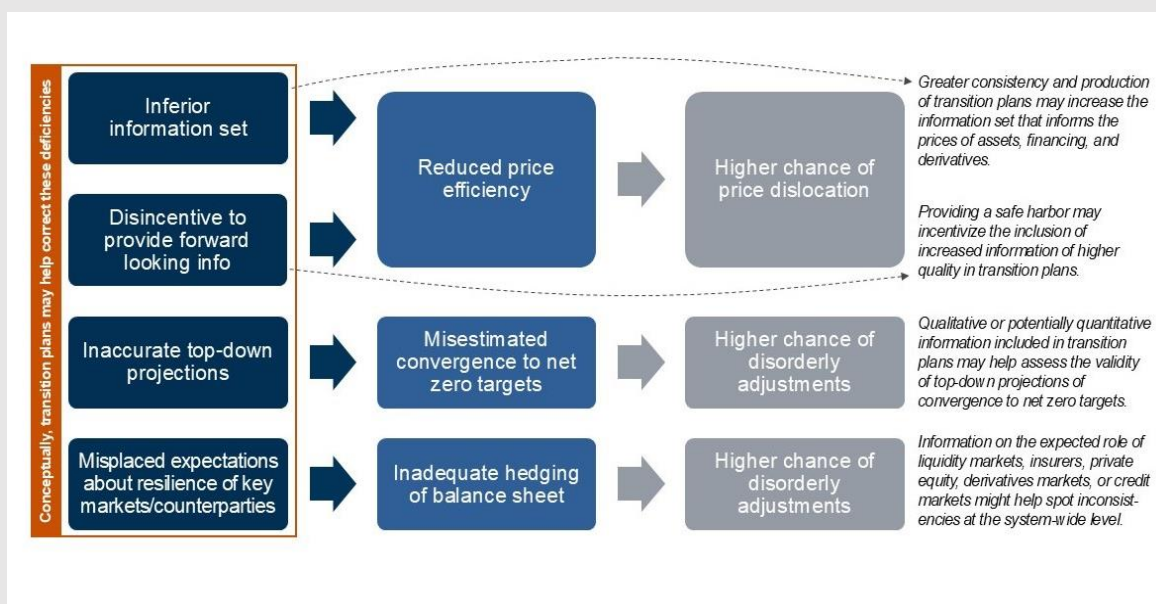 Conceptually, transition plans may help correct these deficiencies
Inferior
information set
Reduced price
efficiency
Higher chance of
price dislocation
Greater consistency and production
of transition plans may increase the
information set that informs the
prices of assets, financing, and
derivatives.
Disincentive to
provide forward
looking info
Providing a safe harbor may
incentivize the inclusion of
increased information of higher
quality in transition plans.
Inaccurate top-down
projections
Misestimated
convergence to net
zero targets
Higher chance of
disorderly
adjustments
Qualitative or potentially quantitative
information included in transition
plans may help assess the validity
of top-down projections of
convergence to net zero targets.
Misplaced expectations
about resilience of key
markets/counterparties
Inadequate hedging
of balance sheet
Higher chance of
disorderly
adjustments
Information on the expected role of
liquidity markets, insurers, private
equity, derivatives markets, or credit
markets might help spot inconsist-
encies at the system-wide level.